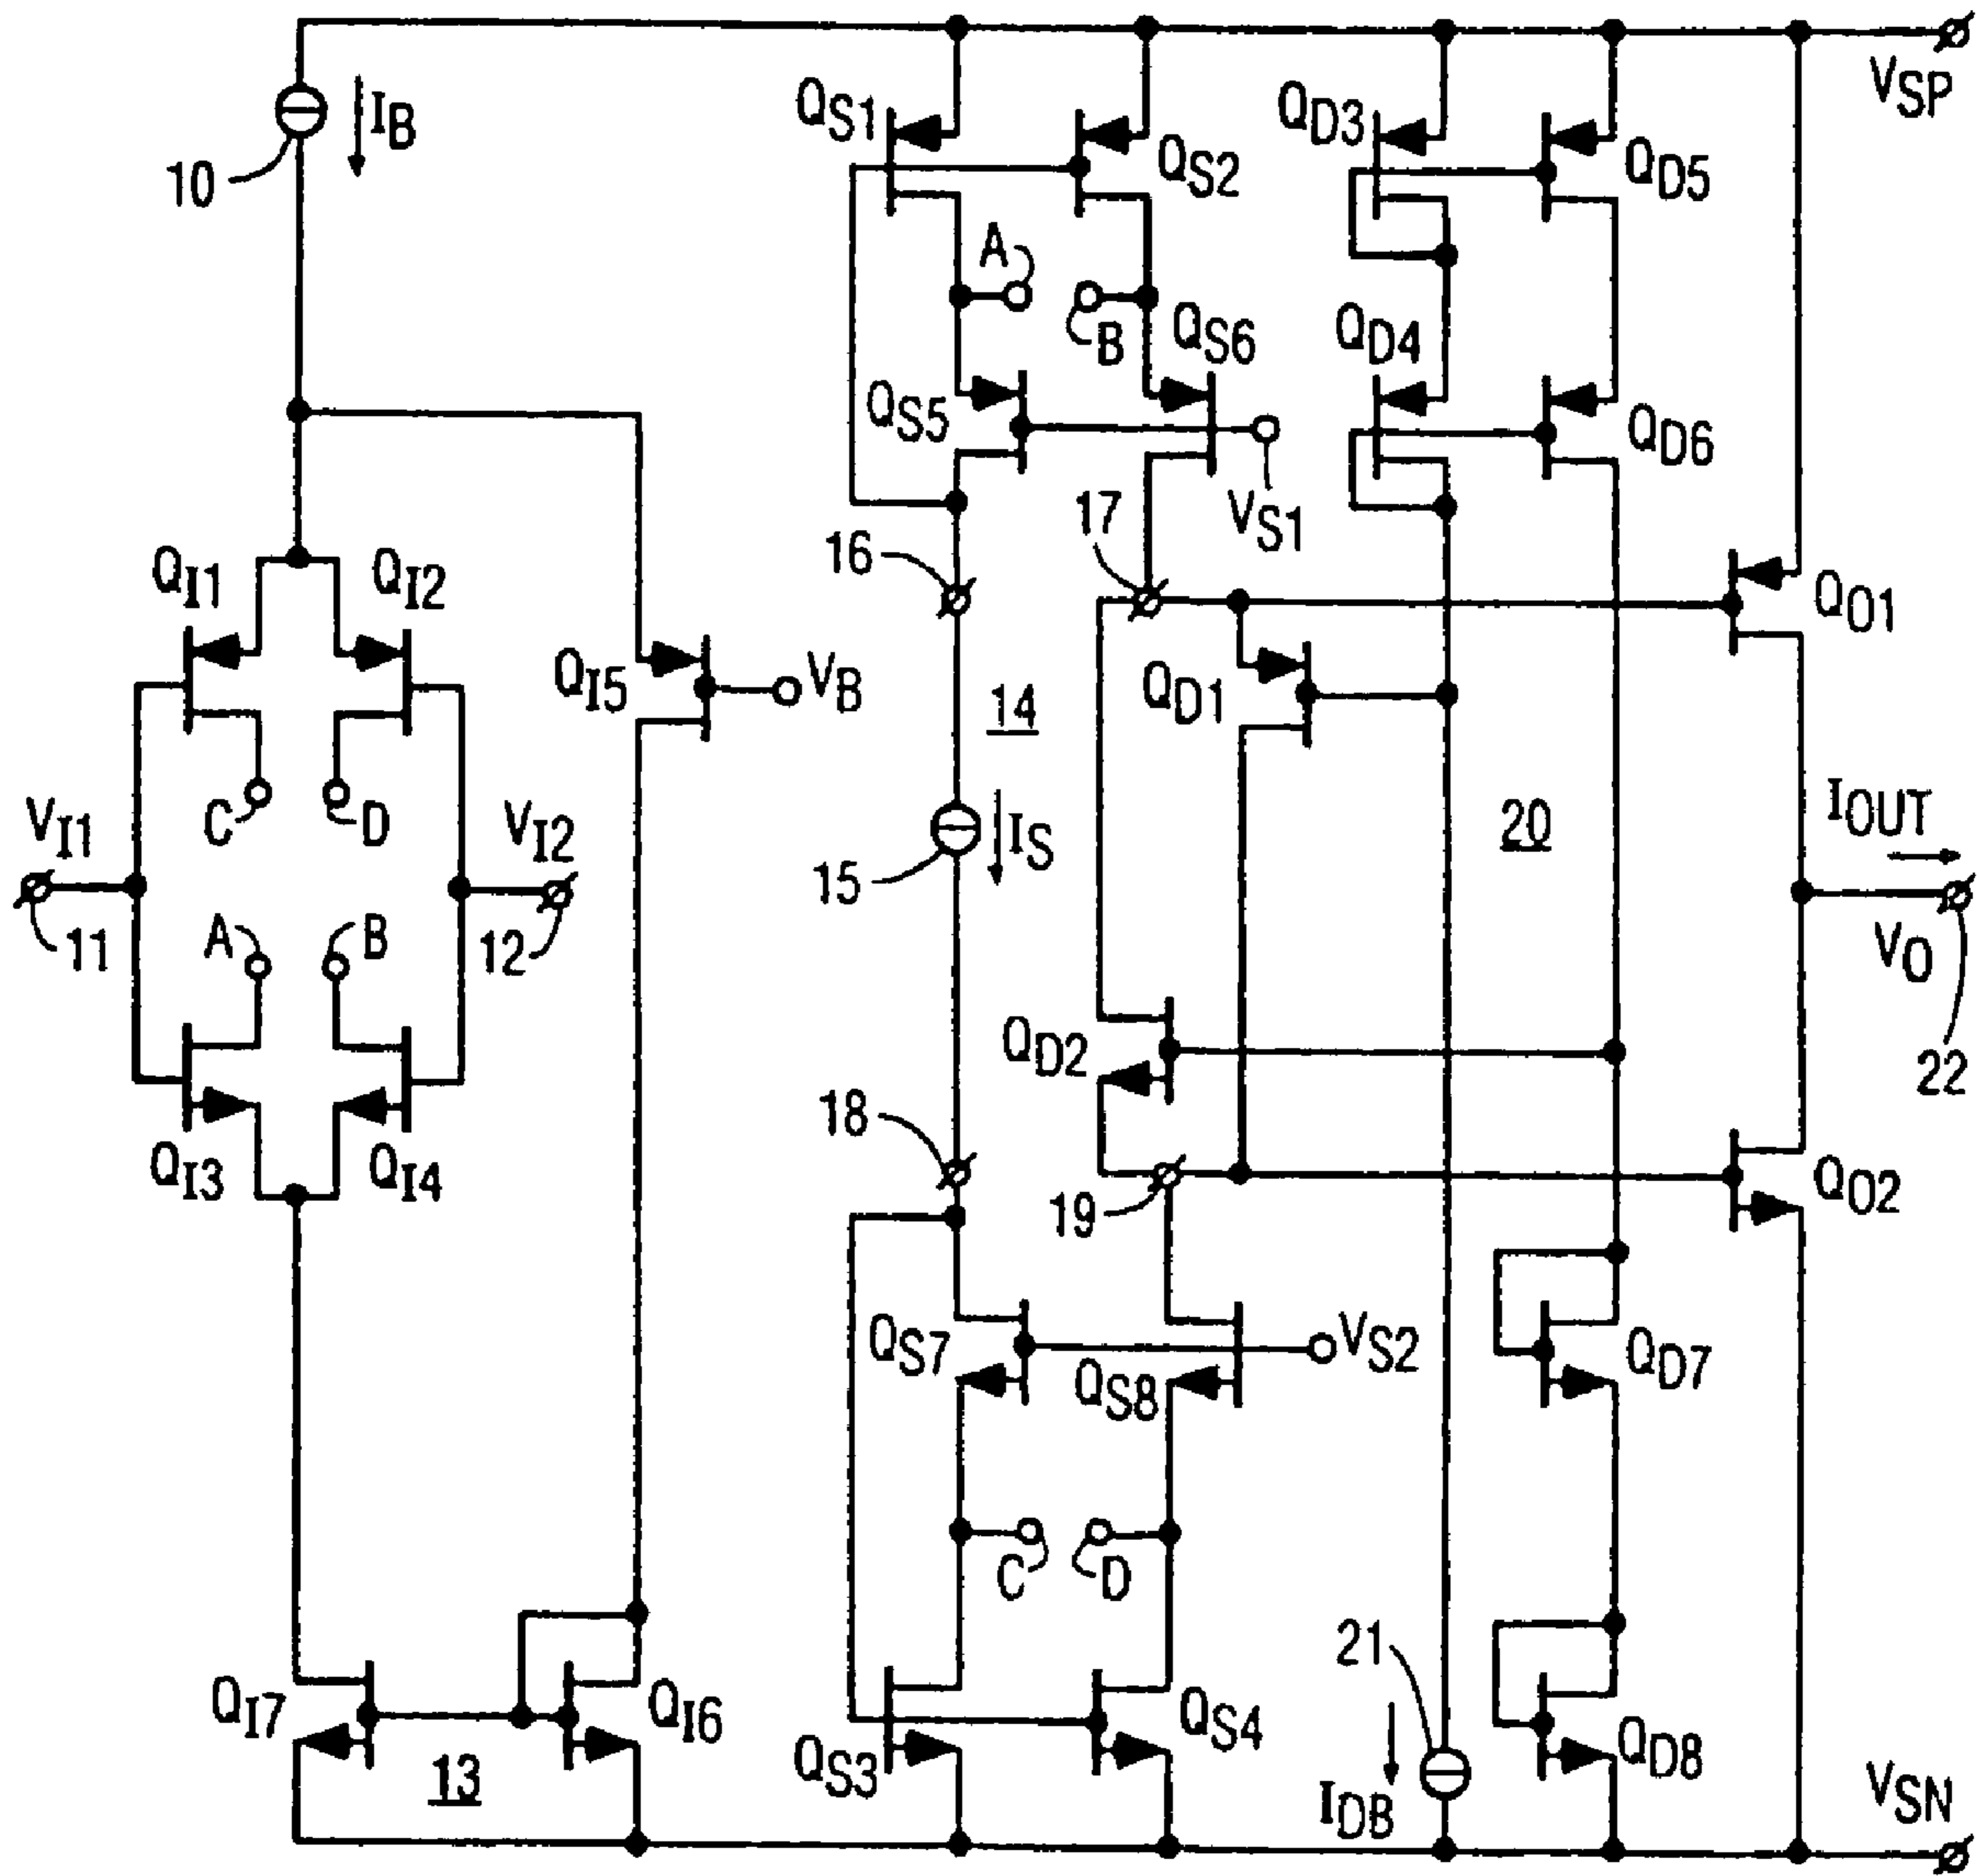 VSP
QS1
QS2
QD3
QD5
IB
10
A
B
QS6
QD4
QS5
QD6
VS1
17
16
QI1
QI2
QO1
QI5
VB
QD1
14
C
D
VI1
VI2
IS
15
20
IOUT
11
A
B
12
VO
QD2
22
18
QI3
QI4
19
QO2
QS7
VS2
QS8
QD7
C
D
21
QI7
QI6
QS4
QS3
QD8
13
IDB
VSN